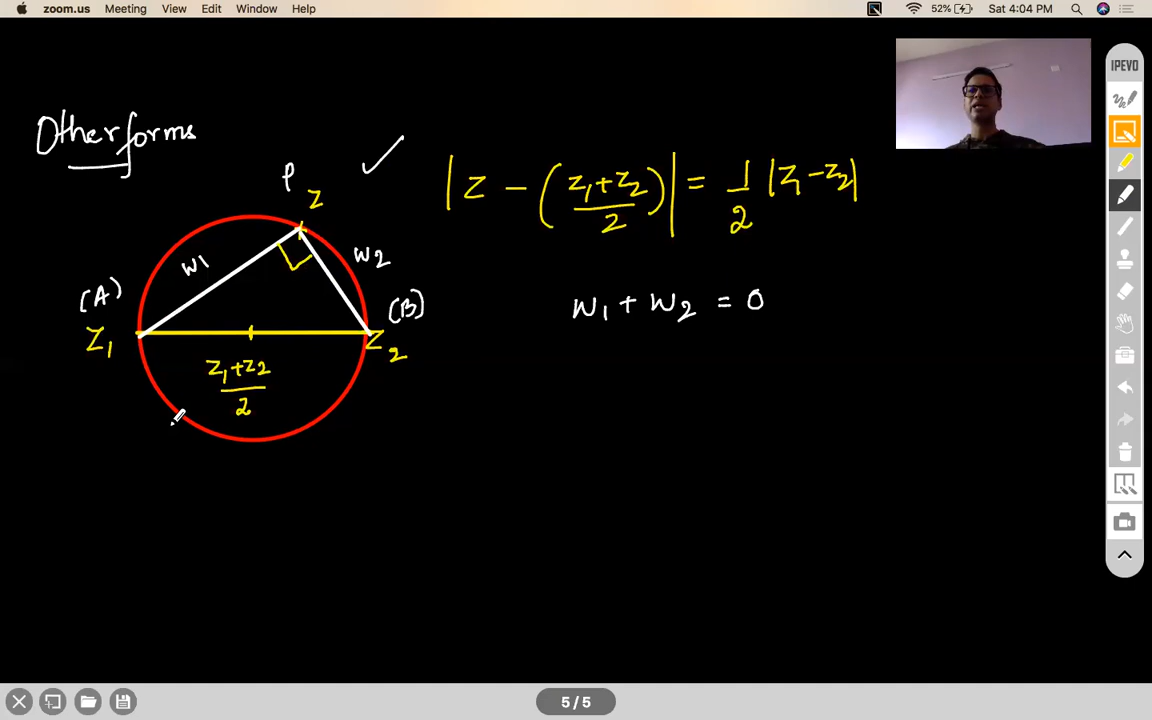 zoom.us Meeting View Edit Window Help 52% Sat 4:04 PM
IPEVO
Other forms
P
z
|z - (z₁+z₂/2)| = 1/2 |z₁-z₂|
w1
w2
(A)
(B)
w₁ + w₂ = 0
z₁
z₂
z₁+z₂/2
5 / 5